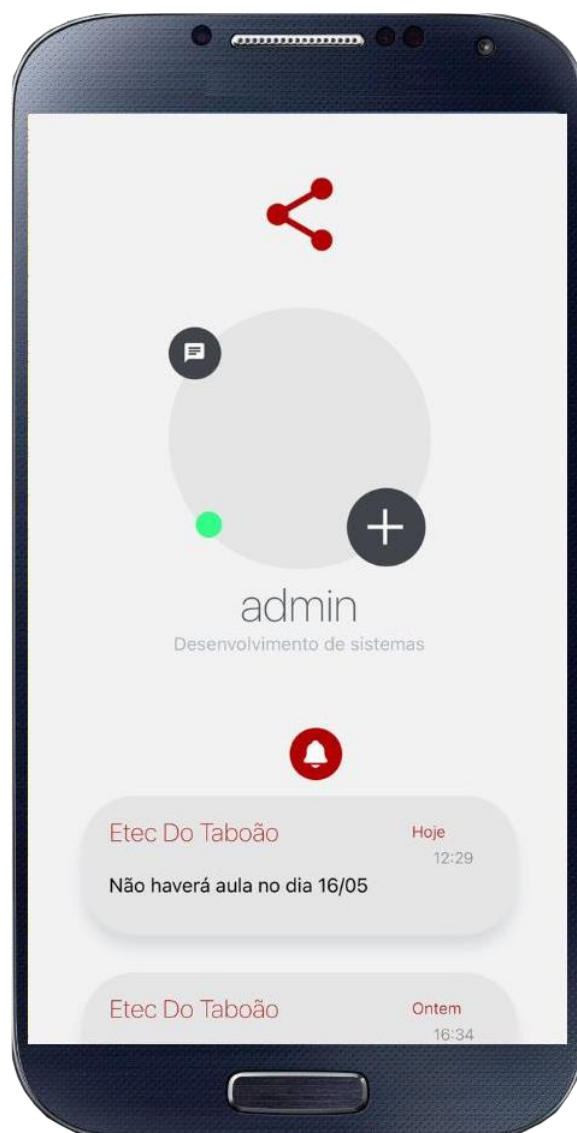 admin
Desenvolvimento de sistemas
Etec Do Taboão
Hoje
12:29
Não haverá aula no dia 16/05
Etec Do Taboão
Ontem
16:34